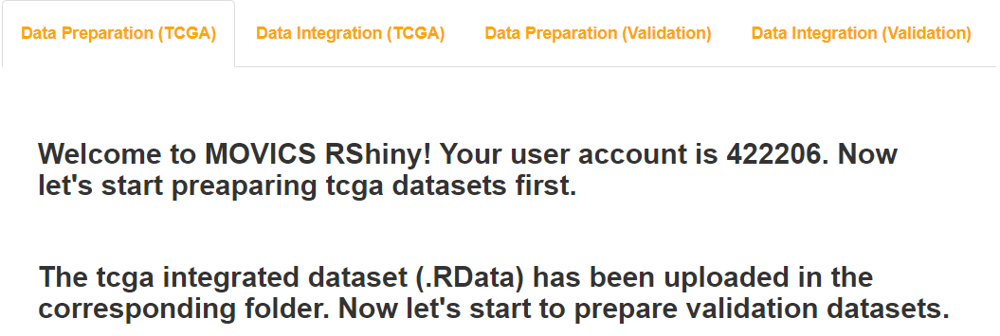 Data Preparation (TCGA) Data Integration (TCGA) Data Preparation (Validation) Data Integration (Validation)
Welcome to MOVICS RShiny! Your user account is 422206. Now
let's start preaparing tcga datasets first.
The tcga integrated dataset (.RData) has been uploaded in the
corresponding folder. Now let's start to prepare validation datasets.